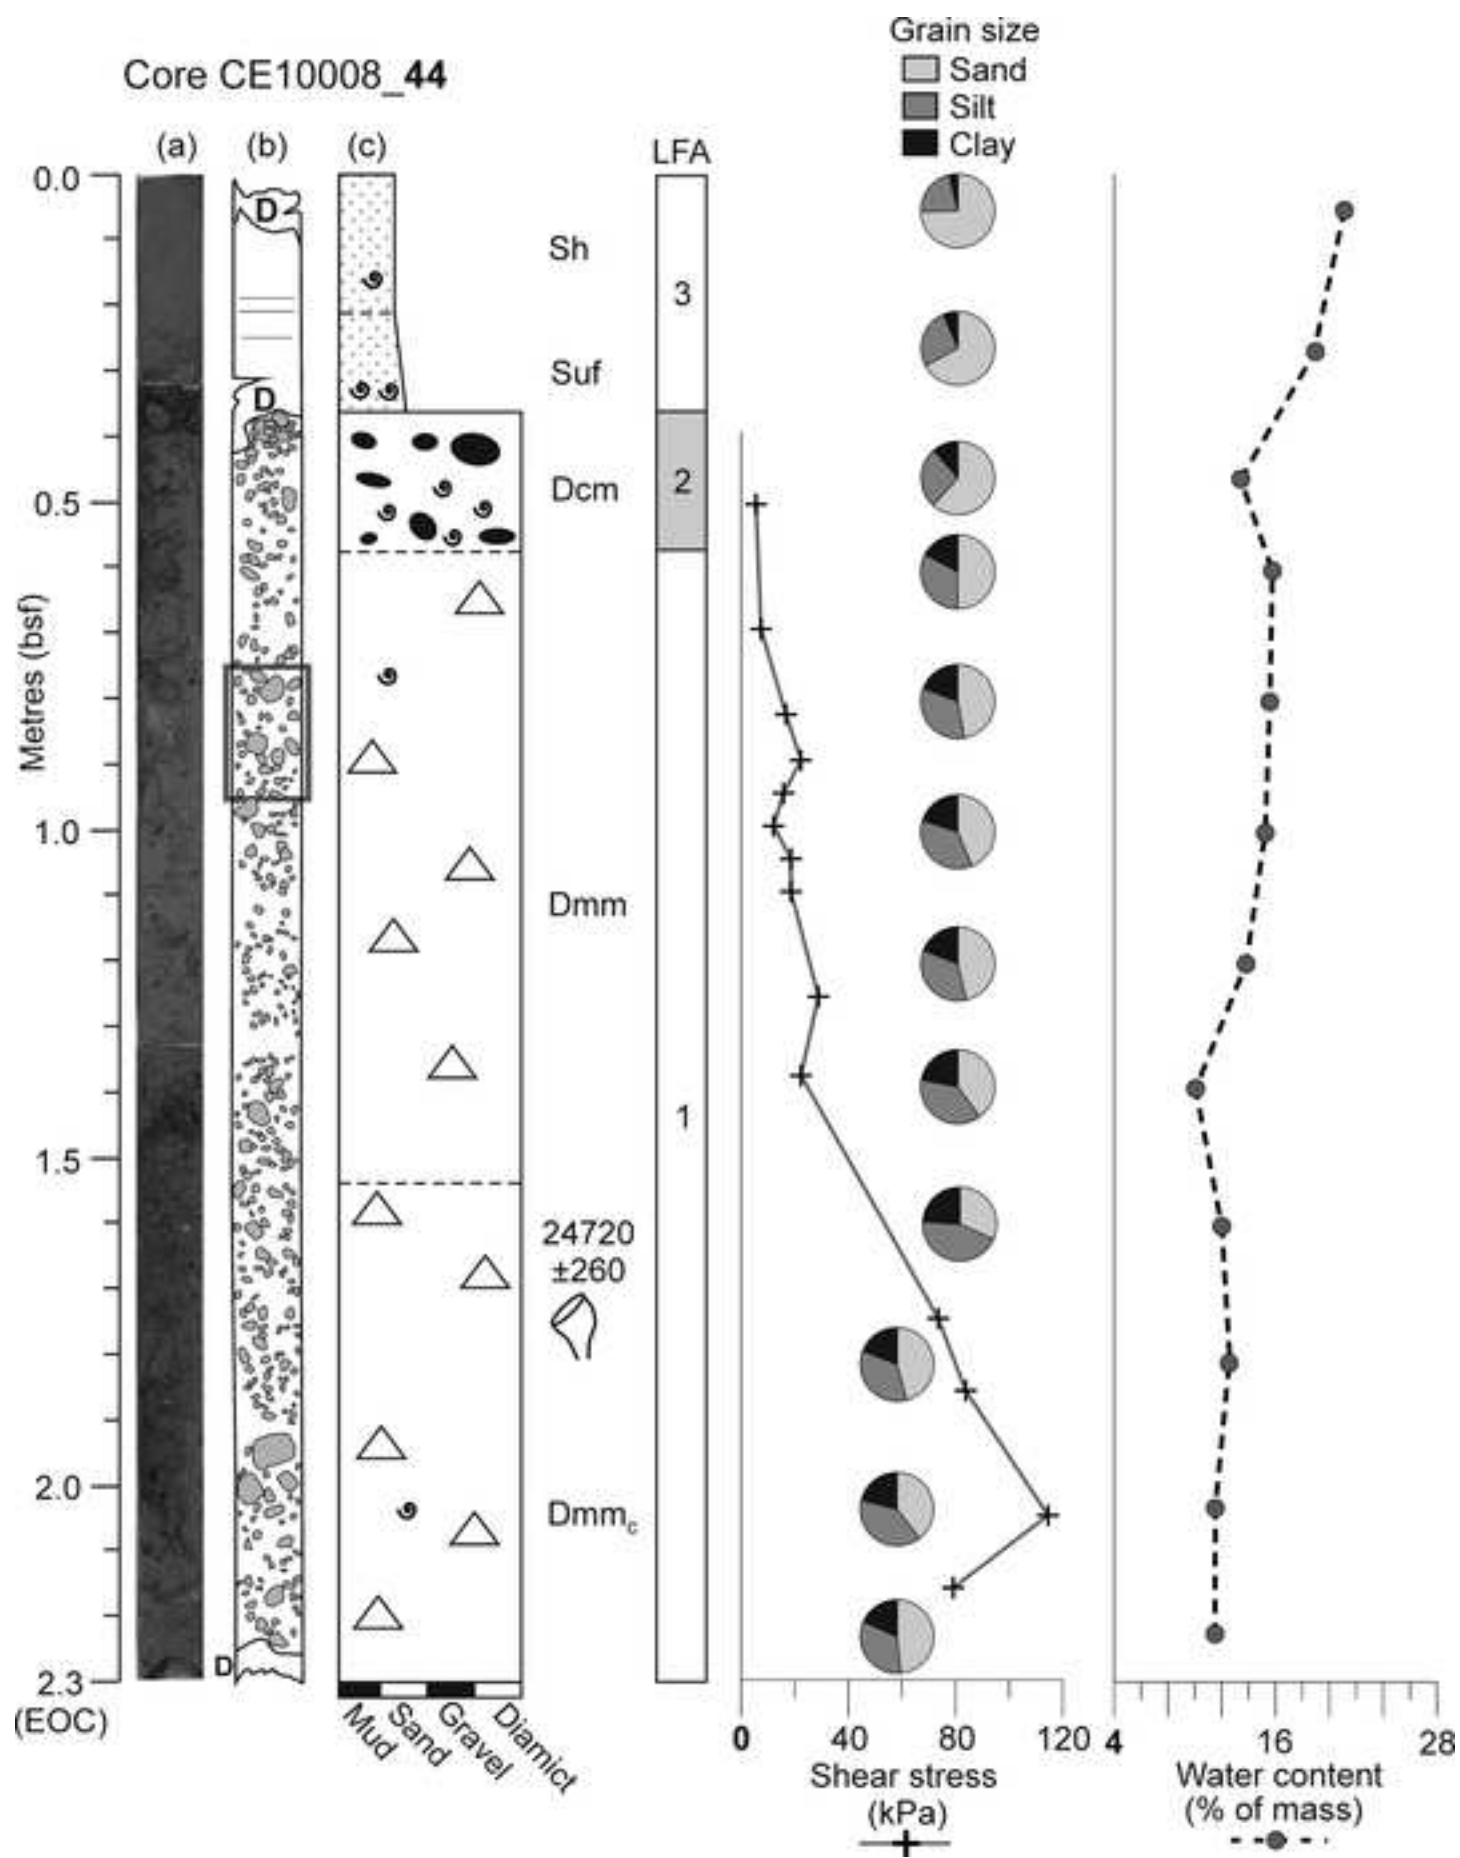 Grain size
Sand
Silt
Clay
Core CE10008_44
(a) (b) (c) LFA
0.0
0.5
1.0
1.5
2.0
2.3
(EOC)
Metres (bsf)
D
D
D
Sh
Suf
Dcm
Dmm
24720
±260
Dmmc
3
2
1
Mud
Sand
Gravel
Diamict
0 40 80 120
Shear stress
(kPa)
4 16 28
Water content
(% of mass)